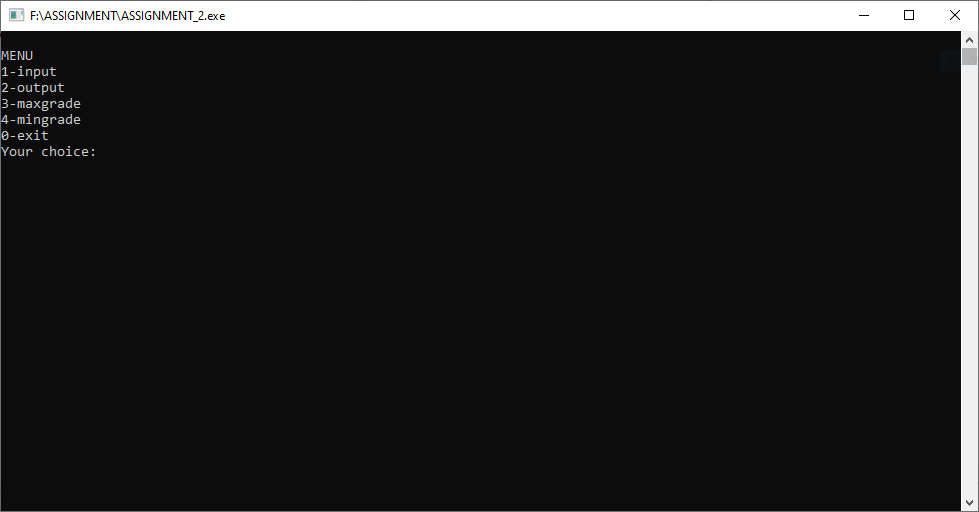 F:\ASSIGNMENT\ASSIGNMENT_2.exe
MENU
1-input
2-output
3-maxgrade
4-mingrade
0-exit
Your choice: